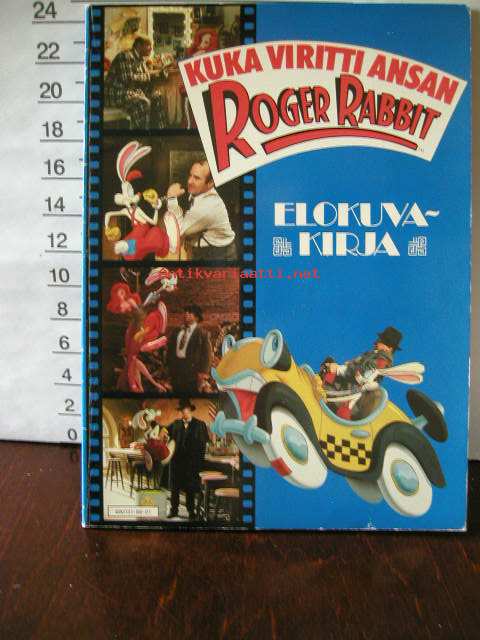 KUKA VIRITTI ANSAN
ROGER RABBIT
ELOKUVA-
KIRJA
antikvariaatti.net
24
22
20
18
16
14
12
10
8
6
4
2
0